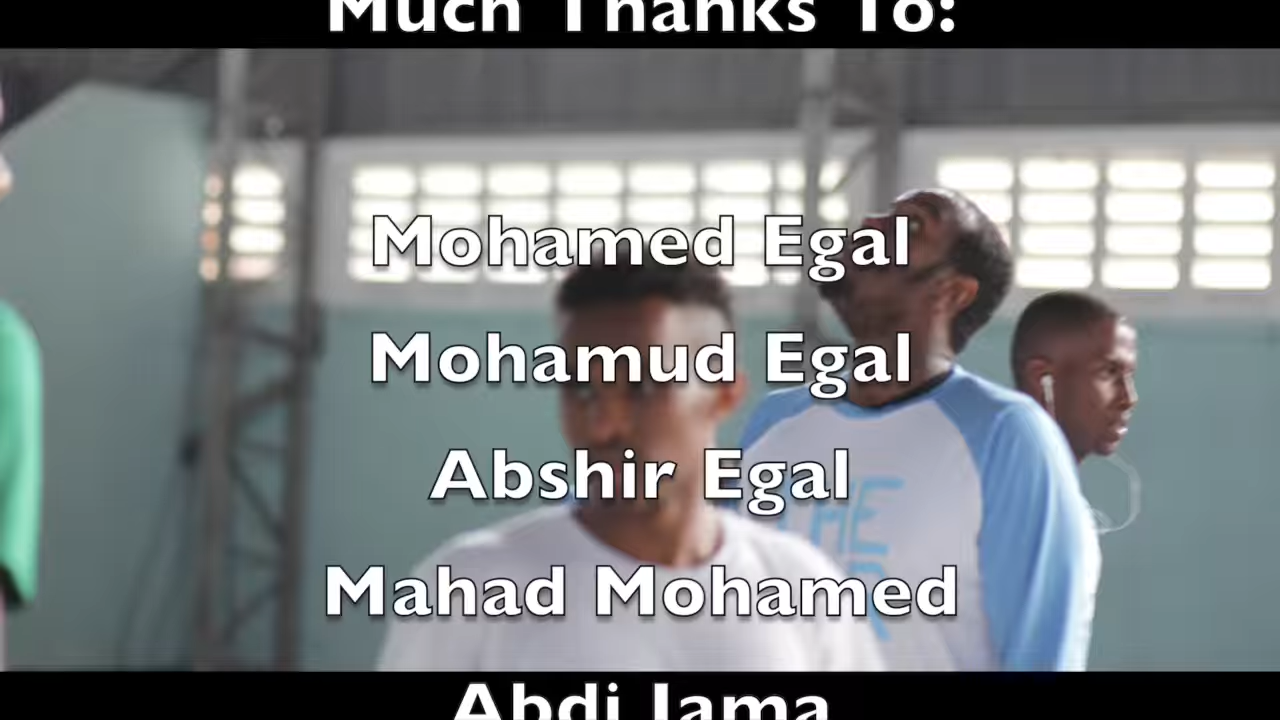 Much Thanks To:
Mohamed Egal
Mohamud Egal
Abshir Egal
Mahad Mohamed
Abdi Jama